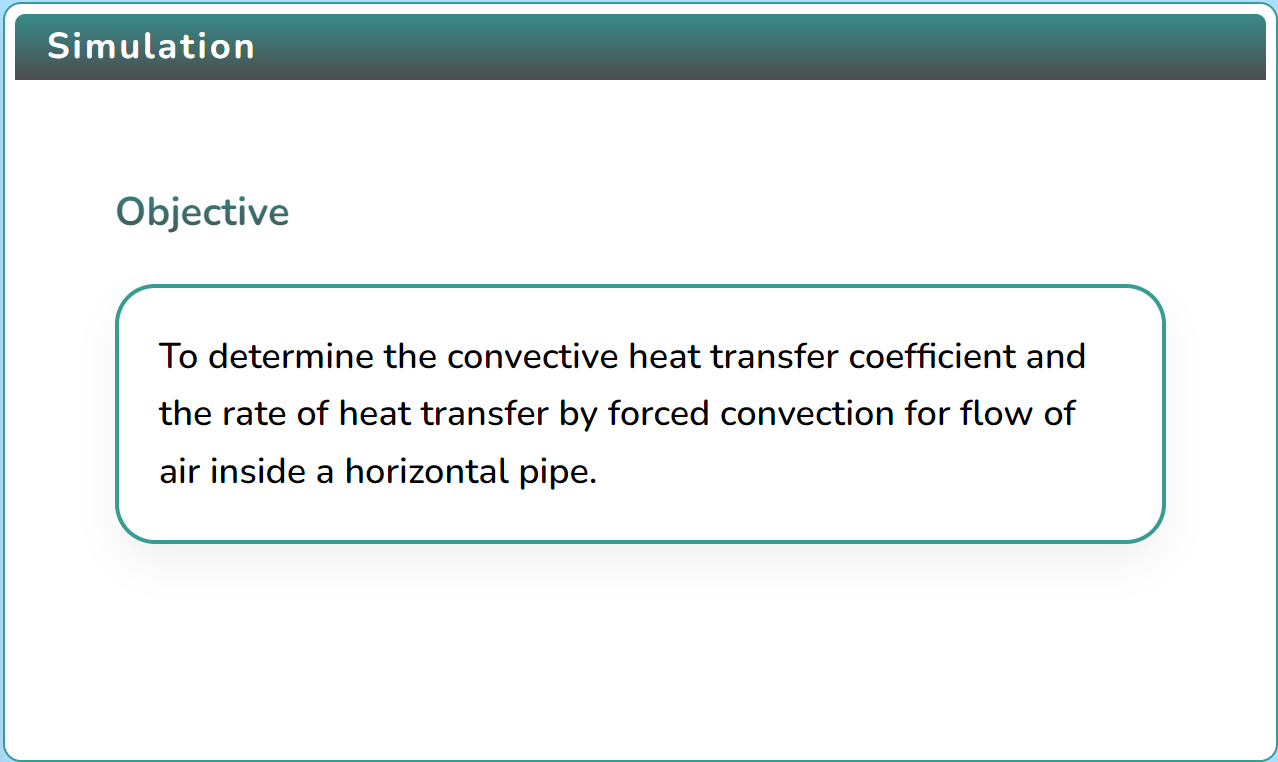 Simulation
Objective
To determine the convective heat transfer coefficient and
the rate of heat transfer by forced convection for flow of
air inside a horizontal pipe.